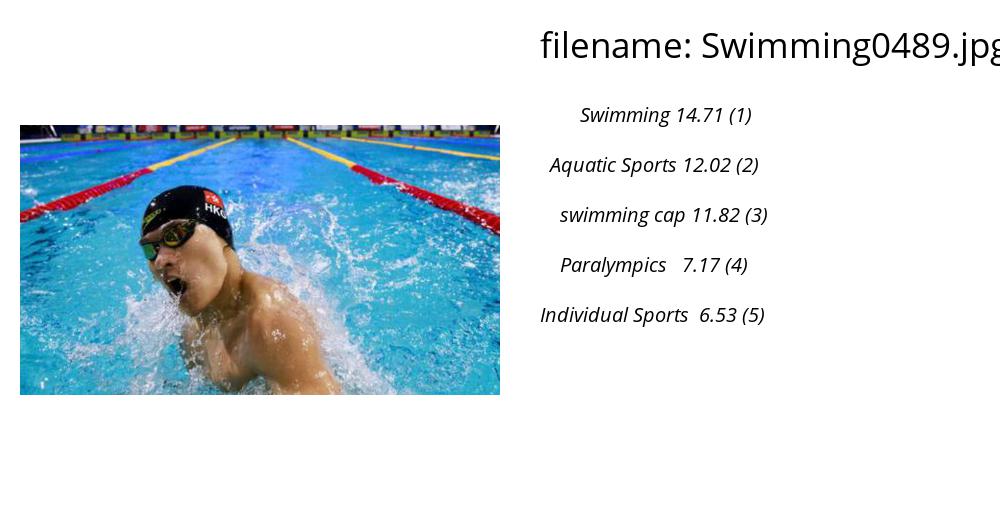 filename: Swimming0489.jpg
Swimming 14.71 (1)
Aquatic Sports 12.02 (2)
swimming cap 11.82 (3)
HKG
Paralympics 7.17 (4)
Individual Sports 6.53 (5)